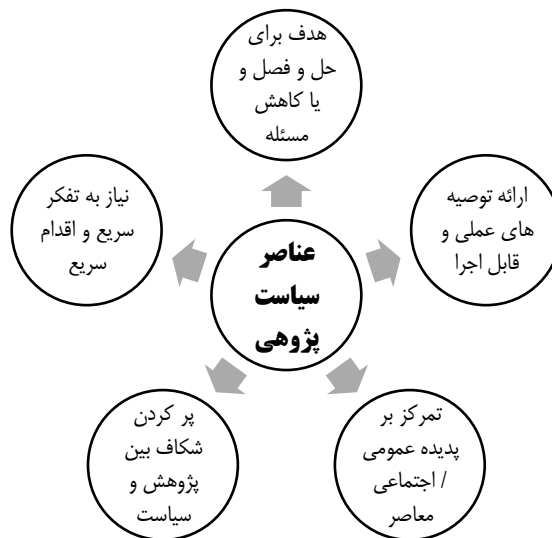 هدف برای
حل و فصل و
یا کاهش
مسئله
ارائه توصیه
های عملی و
قابل اجرا
نیاز به تفکر
سریع و اقدام
سریع
عناصر
سیاست
پژوهی
تمرکز بر
پدیده عمومی
/ اجتماعی
معاصر
پر کردن
شکاف بین
پژوهش و
سیاست